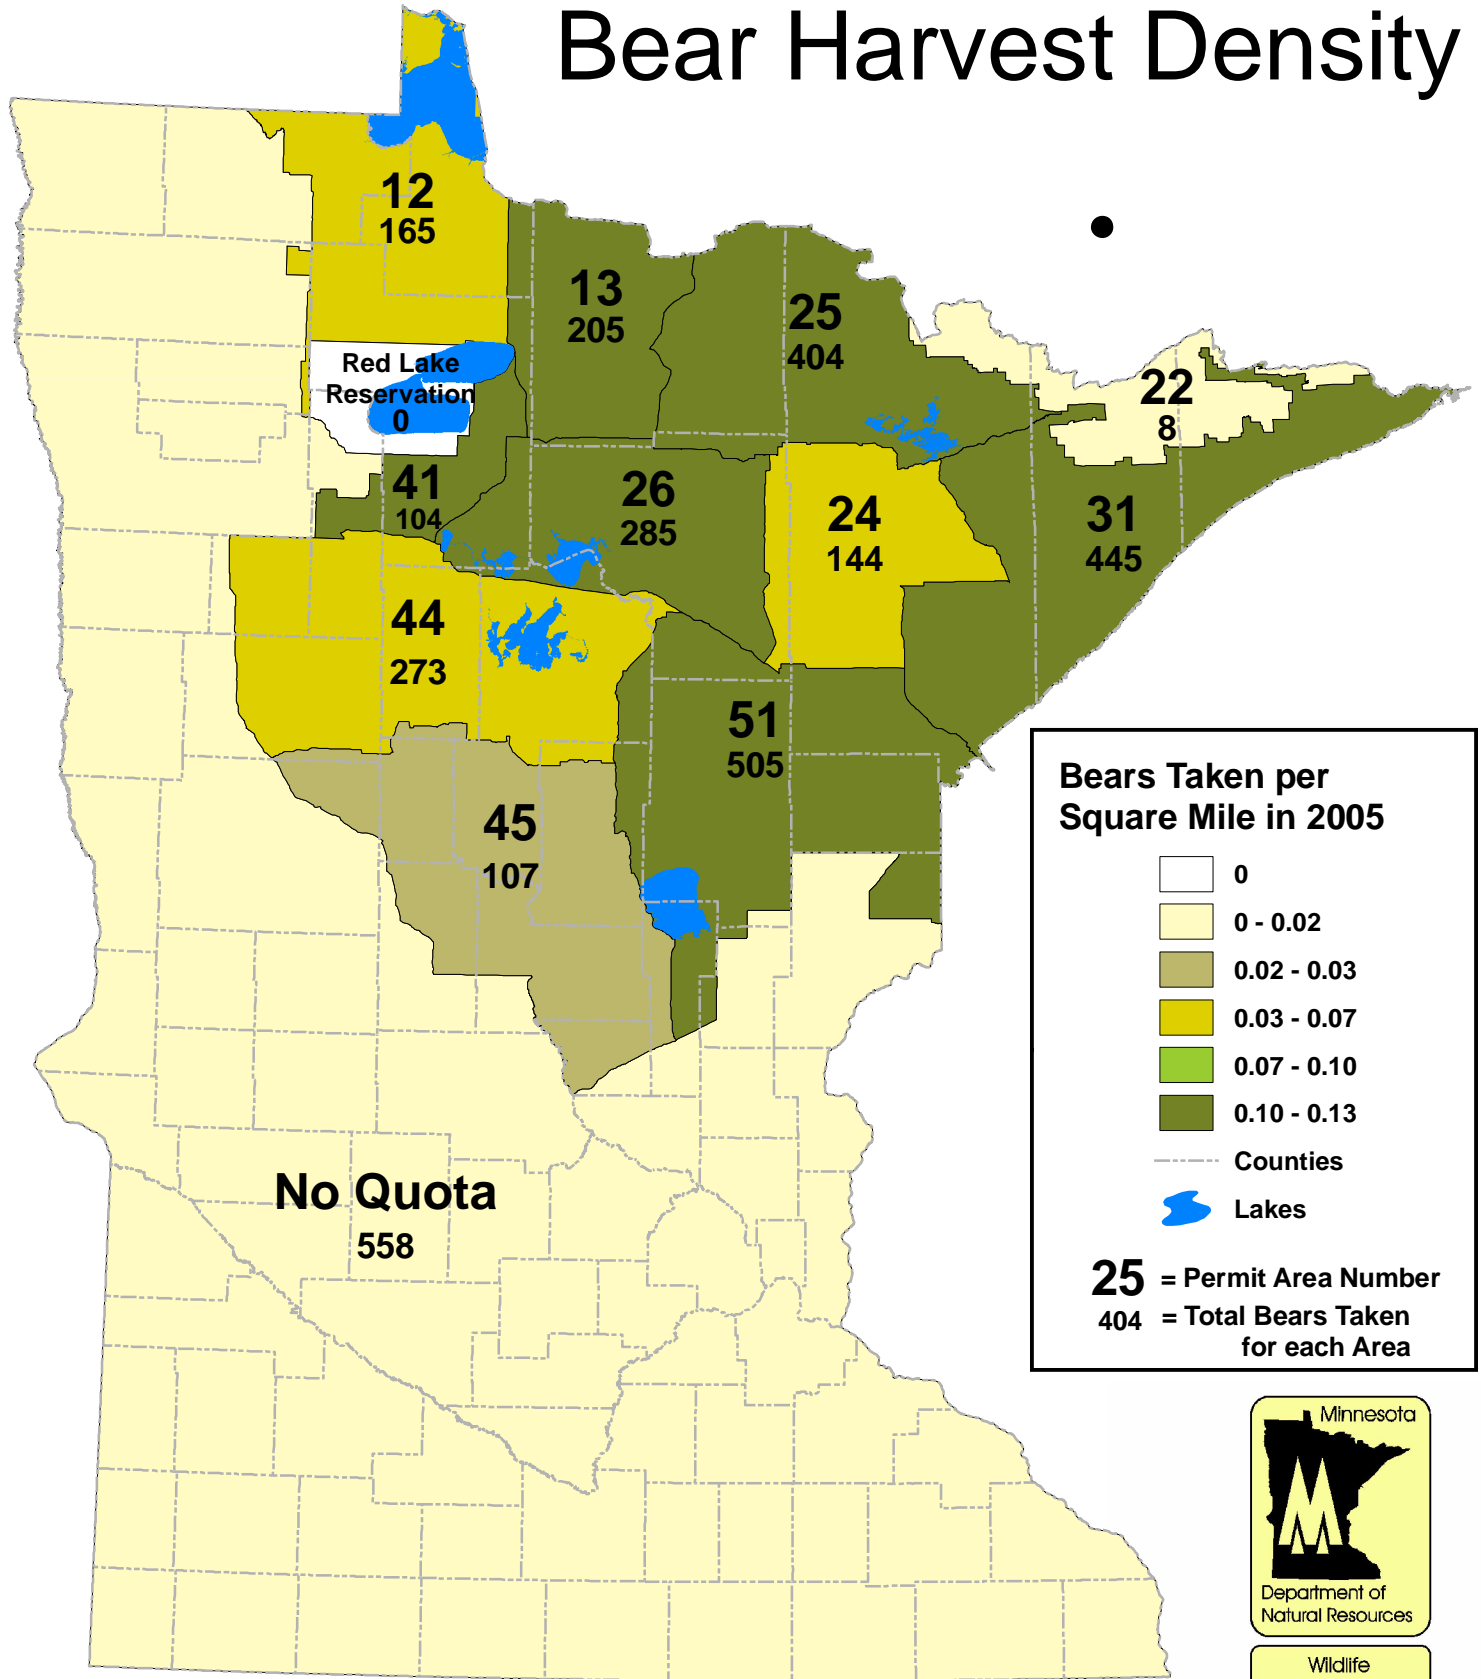 Bear Harvest Density
12
165
13
205
25
404
Red Lake
Reservation
0
22
8
41
104
26
285
24
144
31
445
44
273
51
505
45
107
No Quota
558
Bears Taken per
Square Mile in 2005
0
0 - 0.02
0.02 - 0.03
0.03 - 0.07
0.07 - 0.10
0.10 - 0.13
Counties
Lakes
25 = Permit Area Number
404 = Total Bears Taken
for each Area
Minnesota
Department of
Natural Resources
Wildlife